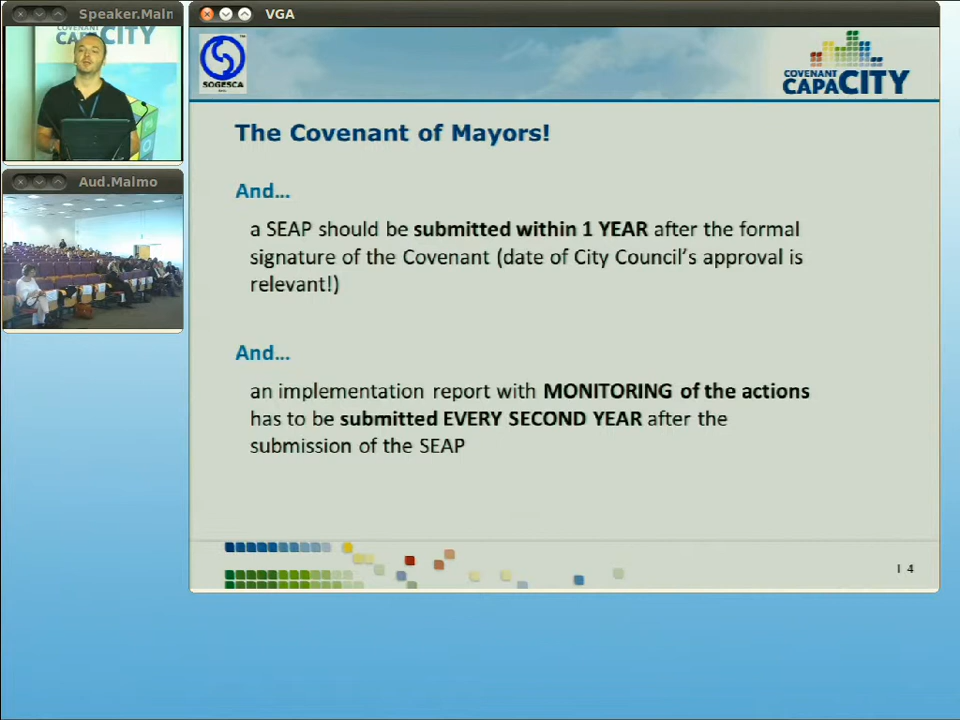 Speaker.Malm
VGA
COVENANT
CAPACITY
SOGESCA
COVENANT
CAPACITY
The Covenant of Mayors!
And...
a SEAP should be submitted within 1 YEAR after the formal
signature of the Covenant (date of City Council's approval is
relevant!)
Aud.Malmo
And...
an implementation report with MONITORING of the actions
has to be submitted EVERY SECOND YEAR after the
submission of the SEAP
I 4